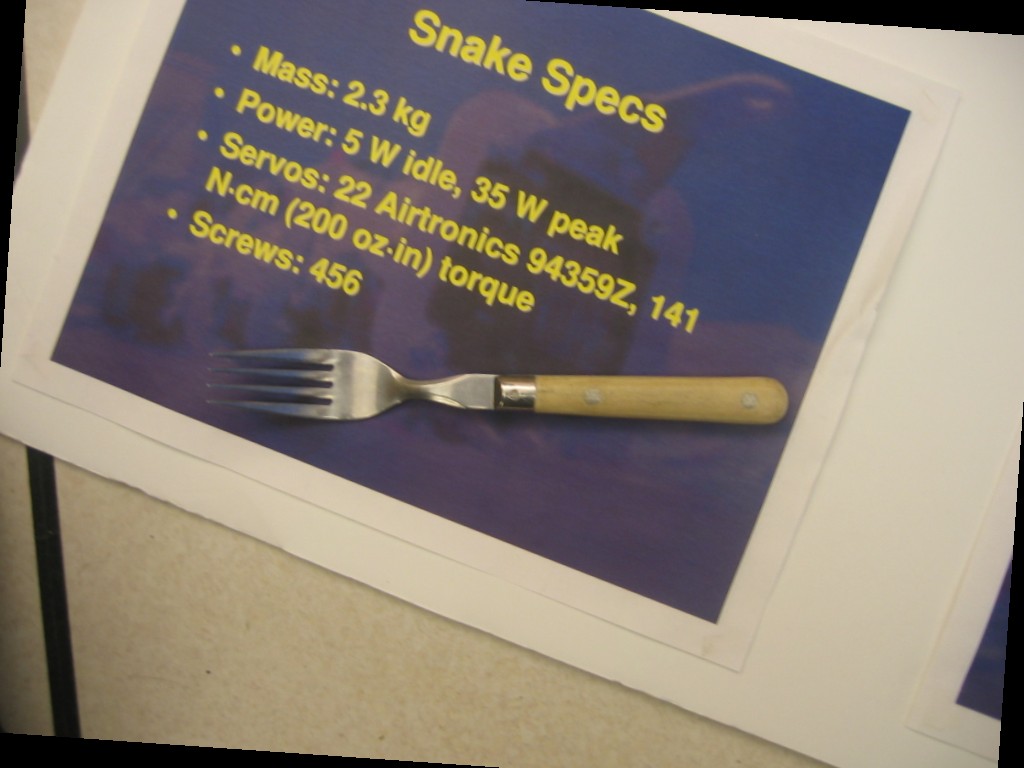 Snake Specs
• Mass: 2.3 kg
• Power: 5 W idle, 35 W peak
• Servos: 22 Airtronics 94359Z, 141
N·cm (200 oz·in) torque
• Screws: 456